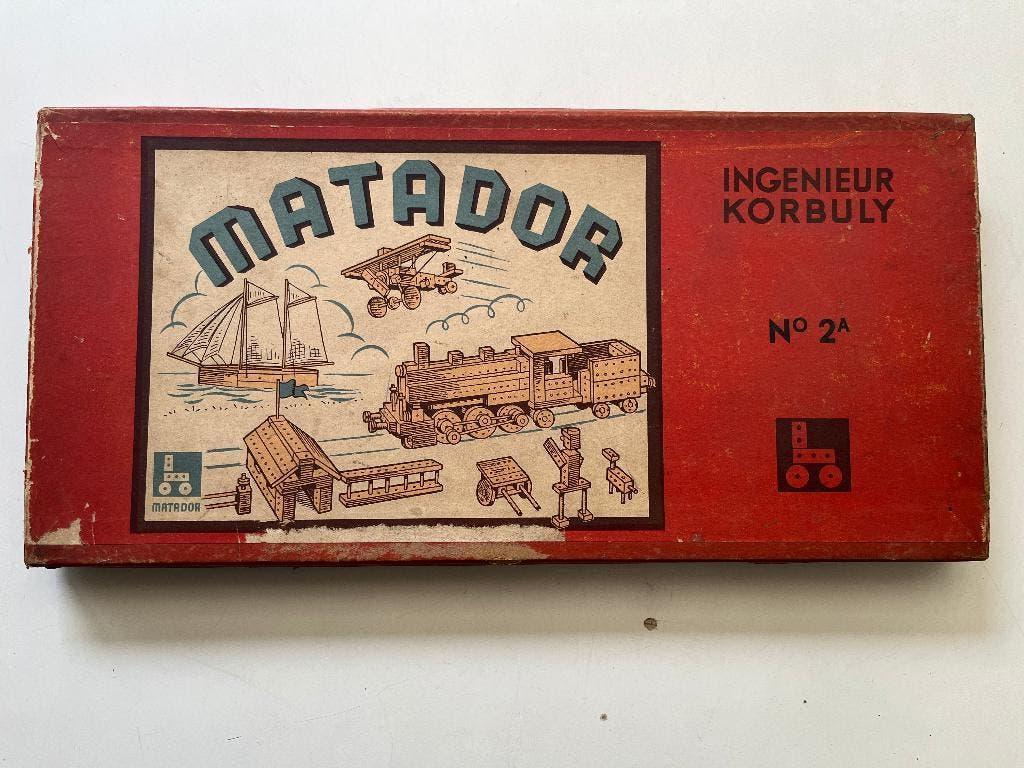 MATADOR
INGENIEUR
KORBULY
Nº 2A
MATADOR